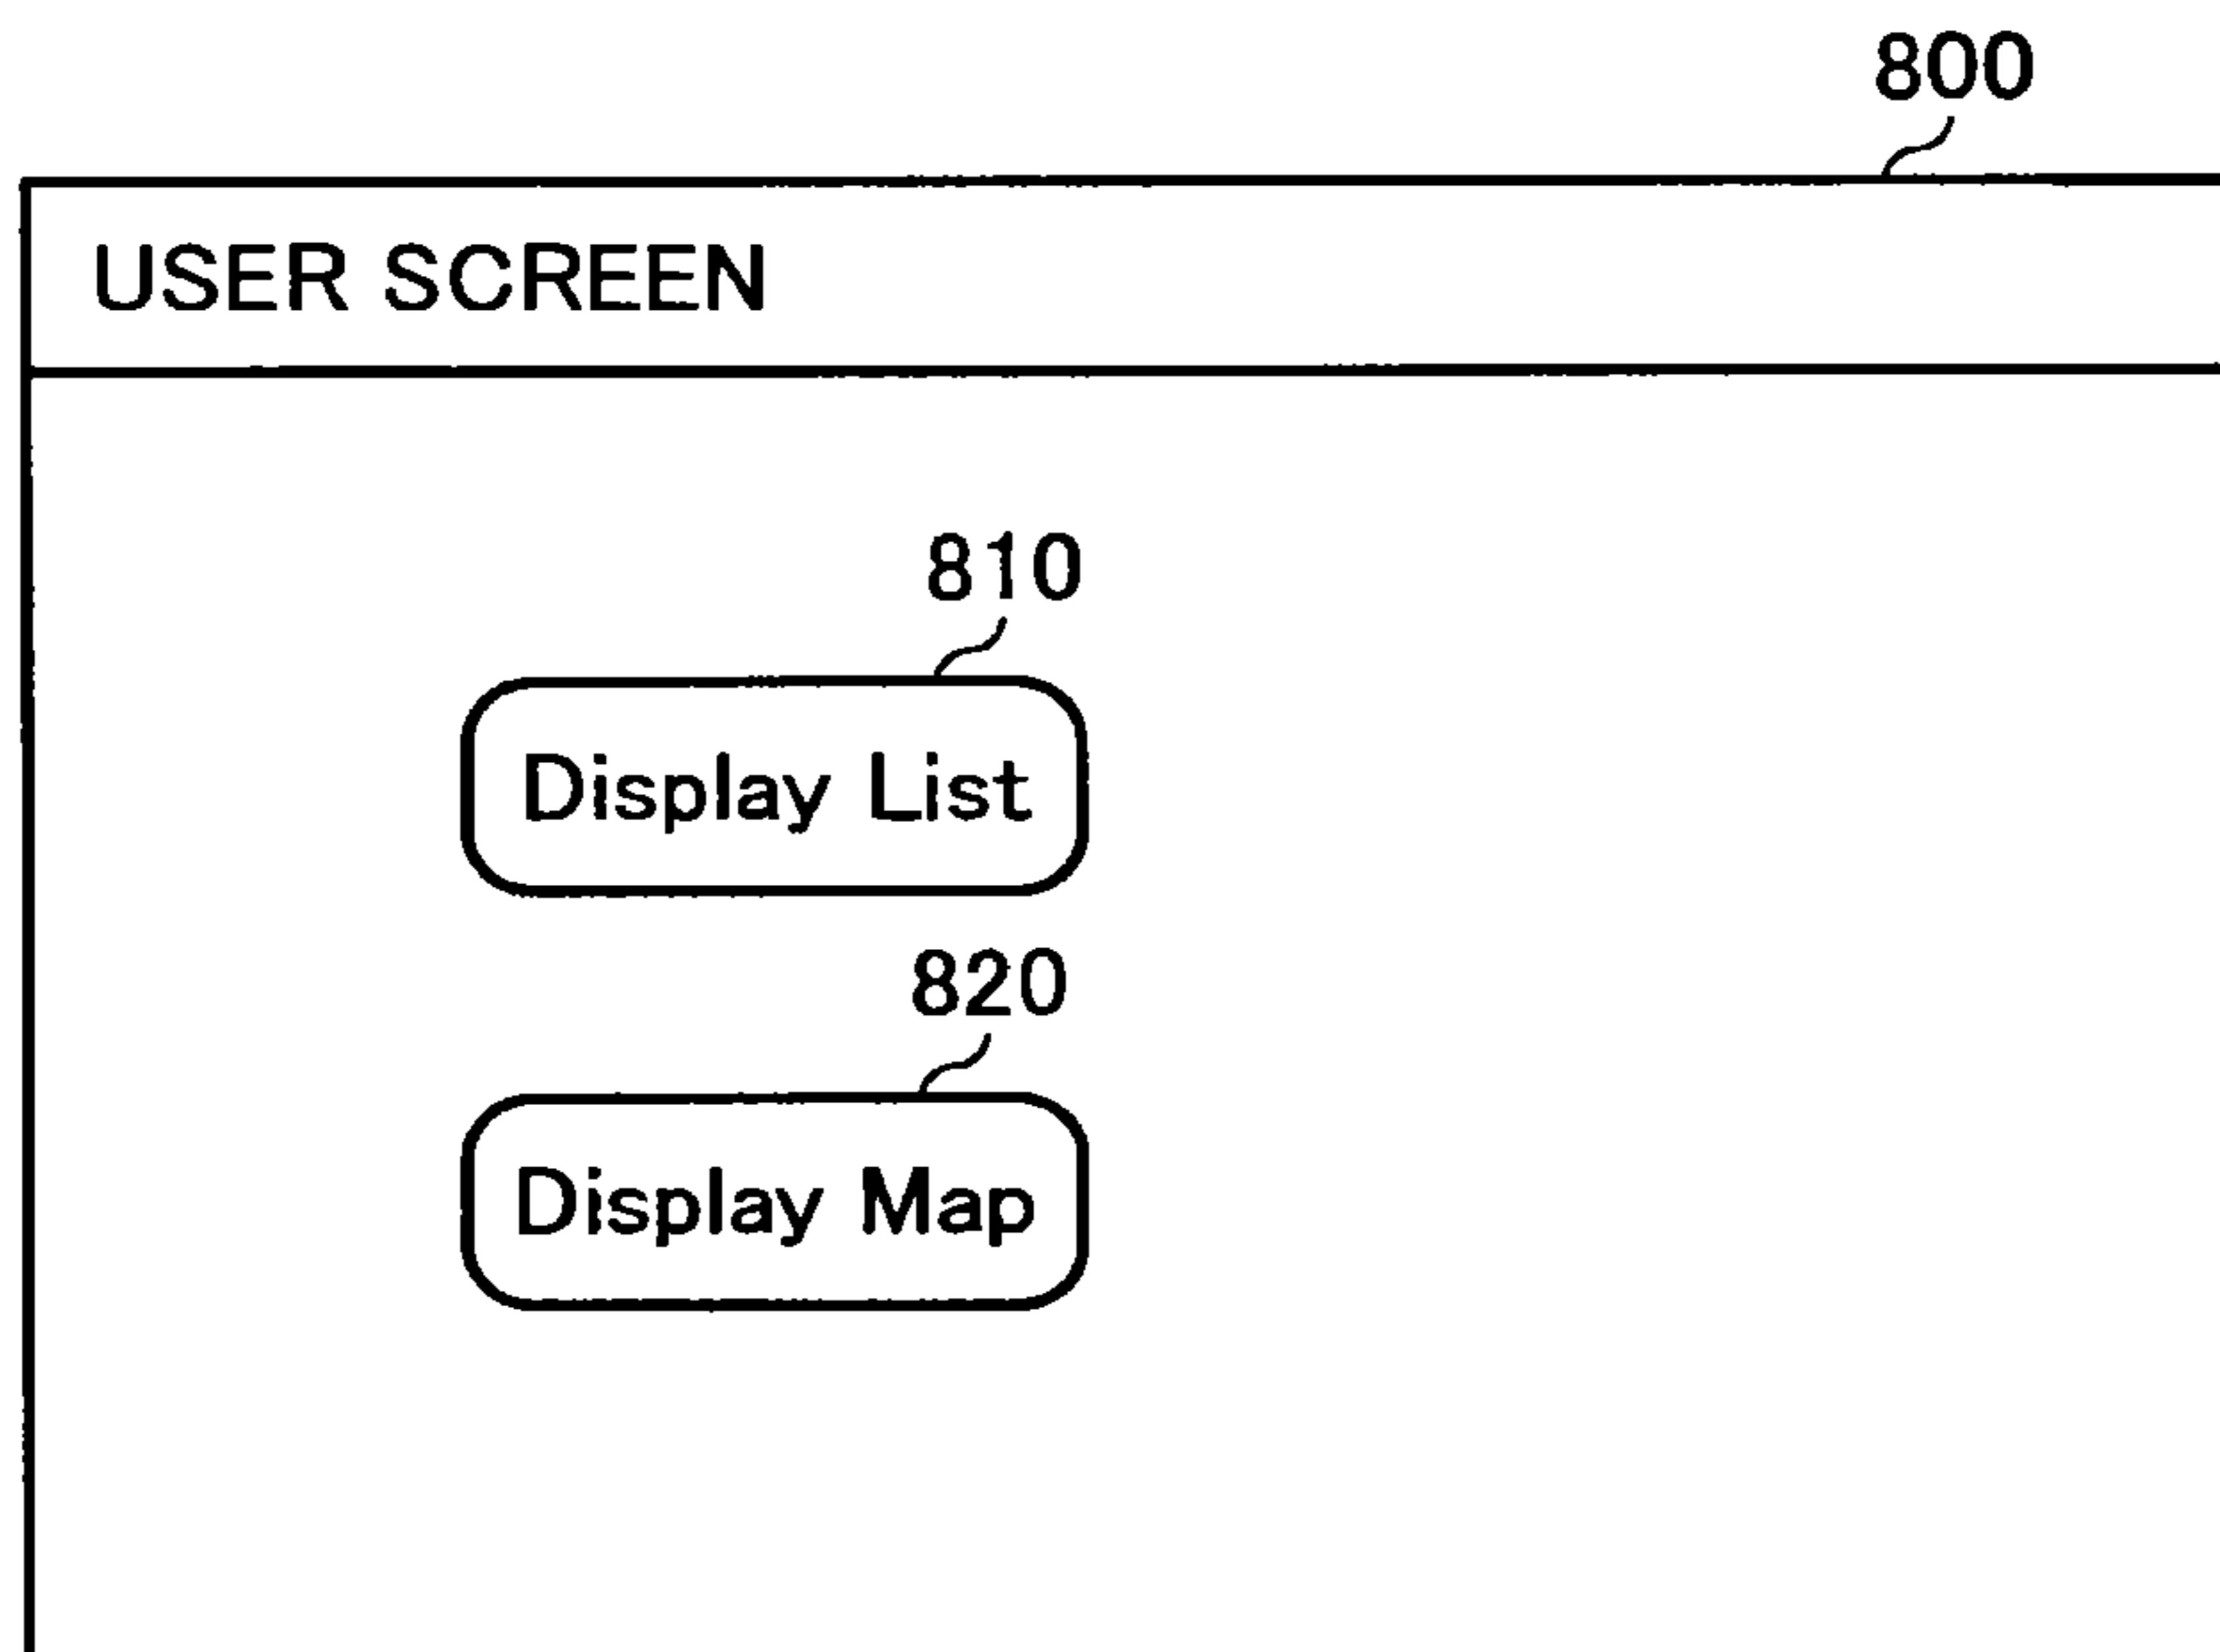 800
USER SCREEN
810
Display List
820
Display Map